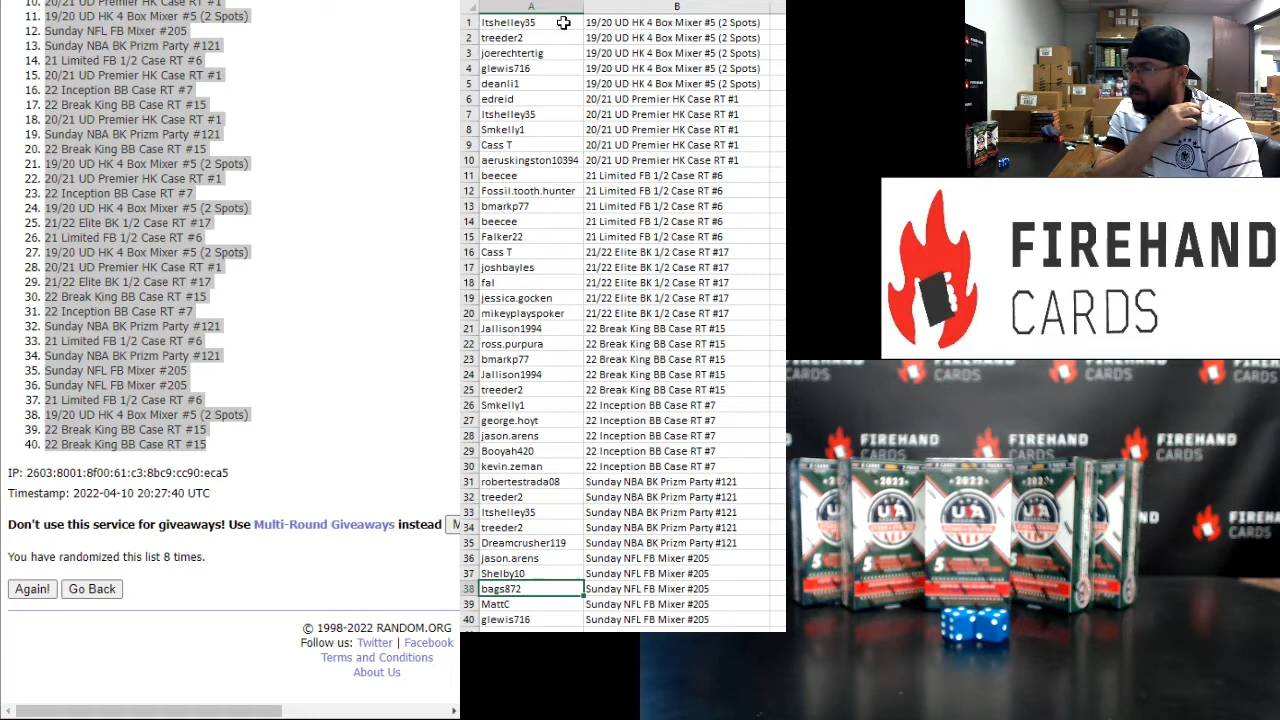 10. 20/21 UD Premier HK Case RT #1
11. 19/20 UD HK 4 Box Mixer #5 (2 Spots)
12. Sunday NFL FB Mixer #205
13. Sunday NBA BK Prizm Party #121
14. 21 Limited FB 1/2 Case RT #6
15. 20/21 UD Premier HK Case RT #1
16. 22 Inception BB Case RT #7
17. 22 Break King BB Case RT #15
18. 20/21 UD Premier HK Case RT #1
19. Sunday NBA BK Prizm Party #121
20. 22 Break King BB Case RT #15
21. 19/20 UD HK 4 Box Mixer #5 (2 Spots)
22. 20/21 UD Premier HK Case RT #1
23. 22 Inception BB Case RT #7
24. 19/20 UD HK 4 Box Mixer #5 (2 Spots)
25. 21/22 Elite BK 1/2 Case RT #17
26. 21 Limited FB 1/2 Case RT #6
27. 19/20 UD HK 4 Box Mixer #5 (2 Spots)
28. 20/21 UD Premier HK Case RT #1
29. 21/22 Elite BK 1/2 Case RT #17
30. 22 Break King BB Case RT #15
31. 22 Inception BB Case RT #7
32. Sunday NBA BK Prizm Party #121
33. 21 Limited FB 1/2 Case RT #6
34. Sunday NBA BK Prizm Party #121
35. Sunday NFL FB Mixer #205
36. Sunday NFL FB Mixer #205
37. 21 Limited FB 1/2 Case RT #6
38. 19/20 UD HK 4 Box Mixer #5 (2 Spots)
39. 22 Break King BB Case RT #15
40. 22 Break King BB Case RT #15
IP: 2603:8001:8f00:61:c3:8bc9:cc90:eca5
Timestamp: 2022-04-10 20:27:40 UTC
Don't use this service for giveaways! Use Multi-Round Giveaways instead M
You have randomized this list 8 times.
Again! Go Back
© 1998-2022 RANDOM.ORG
Follow us: Twitter | Facebook
Terms and Conditions
About Us
A B
1 Itshelley35 19/20 UD HK 4 Box Mixer #5 (2 Spots)
2 treeder2 19/20 UD HK 4 Box Mixer #5 (2 Spots)
3 joerechtertig 19/20 UD HK 4 Box Mixer #5 (2 Spots)
4 glewis716 19/20 UD HK 4 Box Mixer #5 (2 Spots)
5 deanli1 19/20 UD HK 4 Box Mixer #5 (2 Spots)
6 edreid 20/21 UD Premier HK Case RT #1
7 Itshelley35 20/21 UD Premier HK Case RT #1
8 Smkelly1 20/21 UD Premier HK Case RT #1
9 Cass T 20/21 UD Premier HK Case RT #1
10 aeruskingston10394 20/21 UD Premier HK Case RT #1
11 beecee 21 Limited FB 1/2 Case RT #6
12 Fossil.tooth.hunter 21 Limited FB 1/2 Case RT #6
13 bmarkp77 21 Limited FB 1/2 Case RT #6
14 beecee 21 Limited FB 1/2 Case RT #6
15 Falker22 21 Limited FB 1/2 Case RT #6
16 Cass T 21/22 Elite BK 1/2 Case RT #17
17 joshbayles 21/22 Elite BK 1/2 Case RT #17
18 fal 21/22 Elite BK 1/2 Case RT #17
19 jessica.gocken 21/22 Elite BK 1/2 Case RT #17
20 mikeyplayspoker 21/22 Elite BK 1/2 Case RT #17
21 Jallison1994 22 Break King BB Case RT #15
22 ross.purpura 22 Break King BB Case RT #15
23 bmarkp77 22 Break King BB Case RT #15
24 Jallison1994 22 Break King BB Case RT #15
25 treeder2 22 Break King BB Case RT #15
26 Smkelly1 22 Inception BB Case RT #7
27 george.hoyt 22 Inception BB Case RT #7
28 jason.arens 22 Inception BB Case RT #7
29 Booyah420 22 Inception BB Case RT #7
30 kevin.zeman 22 Inception BB Case RT #7
31 robertestrada08 Sunday NBA BK Prizm Party #121
32 treeder2 Sunday NBA BK Prizm Party #121
33 Itshelley35 Sunday NBA BK Prizm Party #121
34 treeder2 Sunday NBA BK Prizm Party #121
35 Dreamcrusher119 Sunday NBA BK Prizm Party #121
36 jason.arens Sunday NFL FB Mixer #205
37 Shelby10 Sunday NFL FB Mixer #205
38 bags872 Sunday NFL FB Mixer #205
39 MattC Sunday NFL FB Mixer #205
40 glewis716 Sunday NFL FB Mixer #205
FIREHAND
CARDS
FIREHAND
CARDS
FIREHAND
CARDS
2022
USA
5